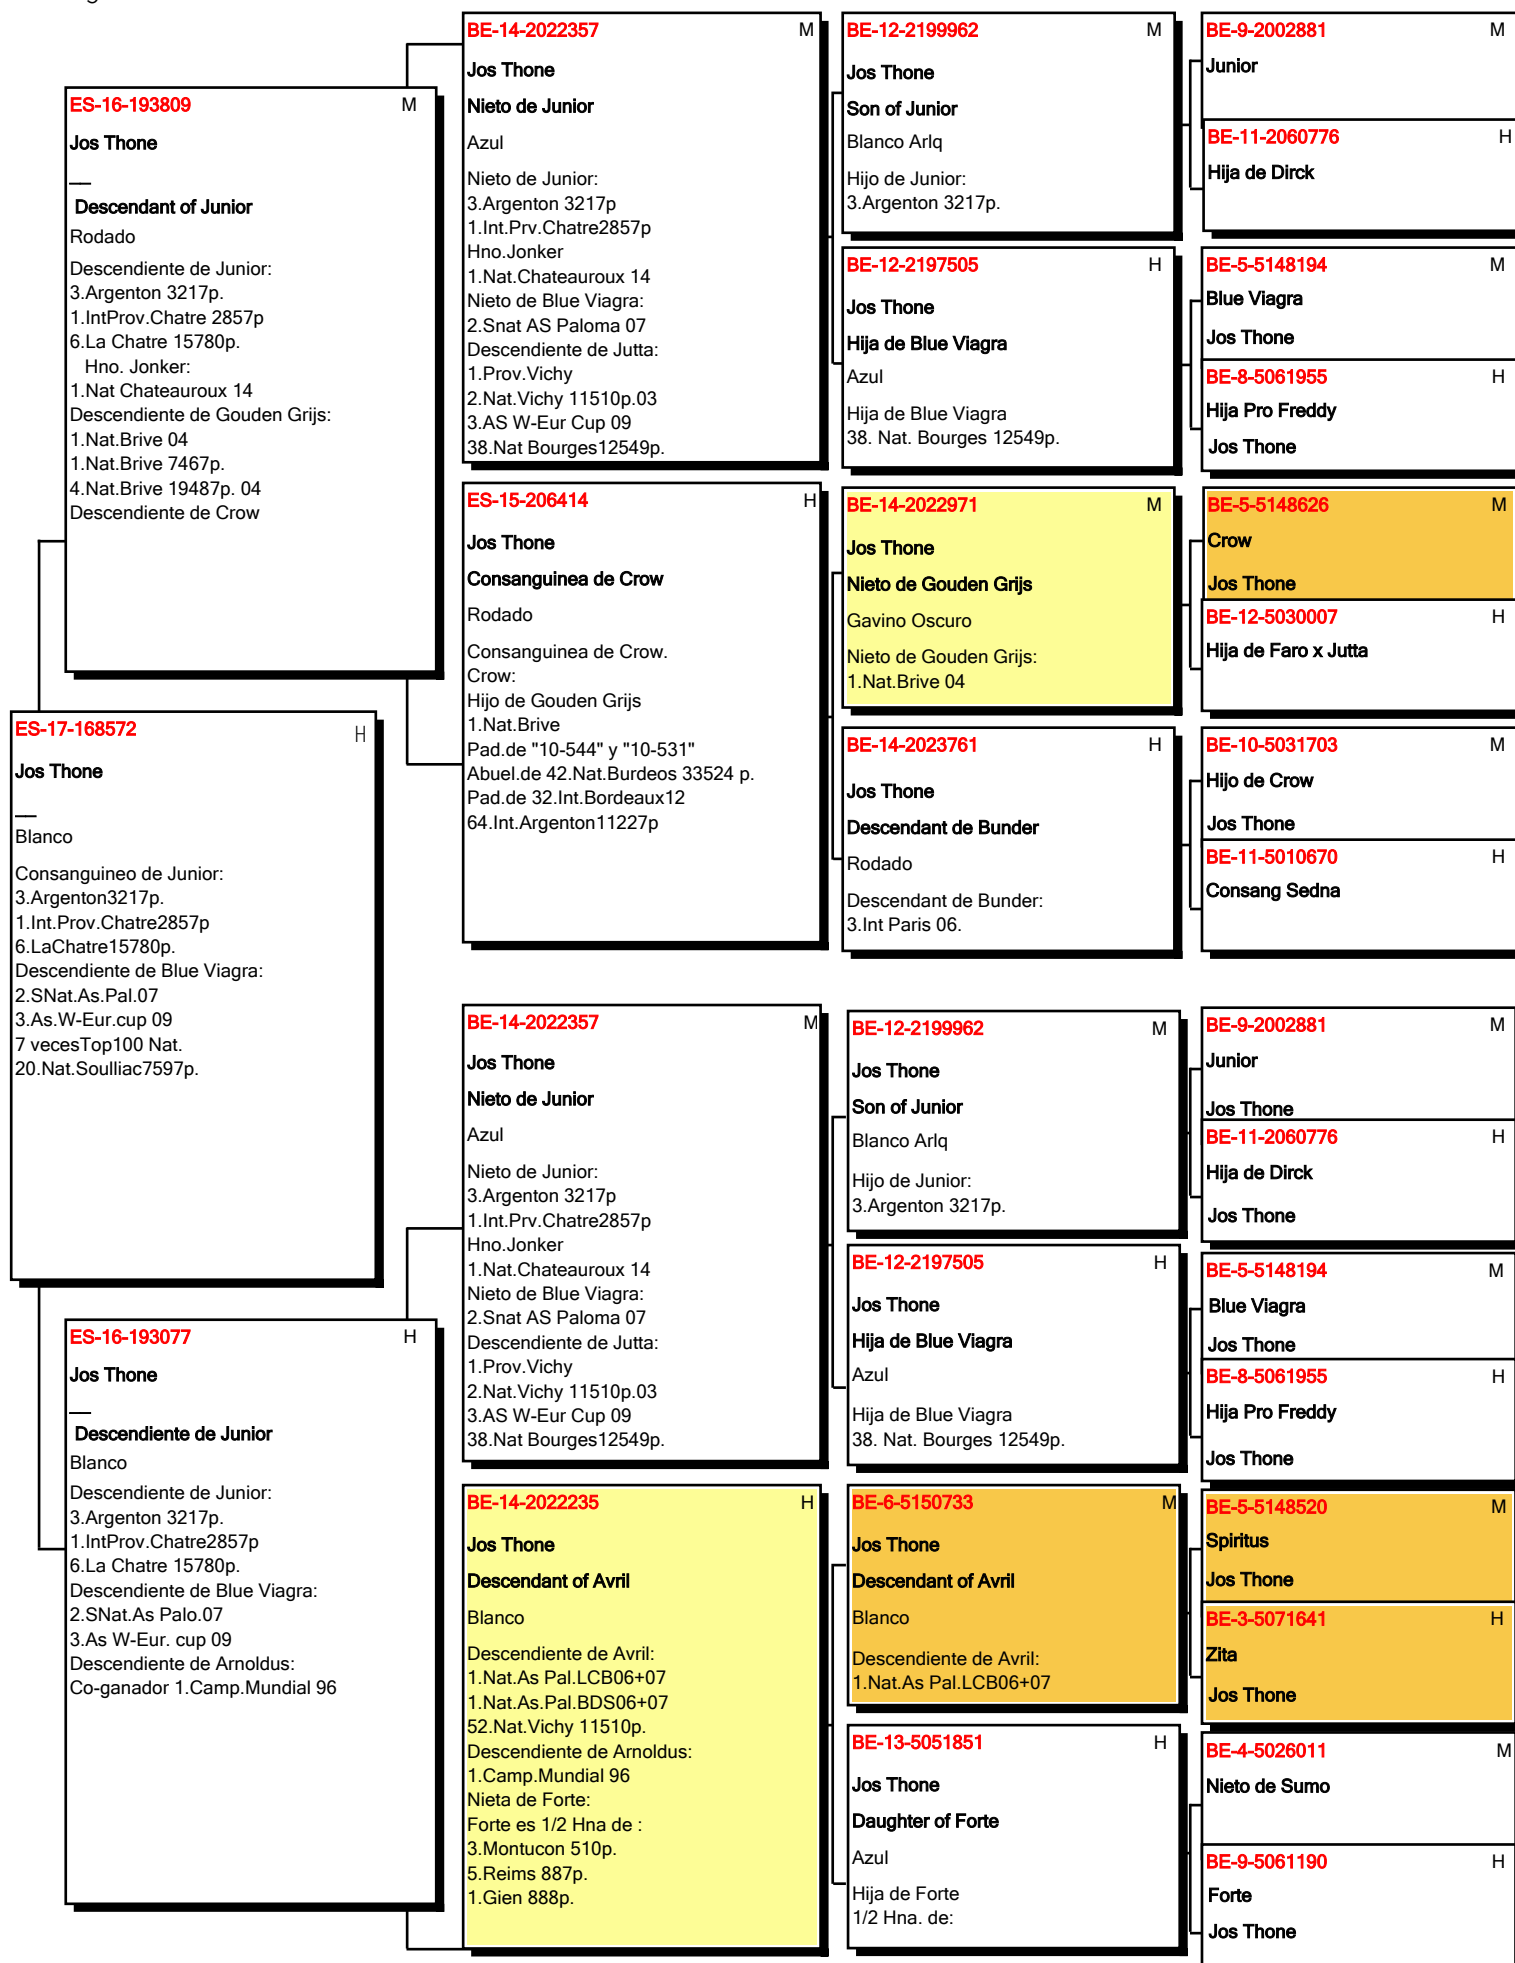 ES-17-168572 H
Jos Thone
__
Blanco
Consanguineo de Junior:
3.Argenton3217p.
1.Int.Prov.Chatre2857p
6.LaChatre15780p.
Descendiente de Blue Viagra:
2.SNat.As.Pal.07
3.As.W-Eur.cup 09
7 vecesTop100 Nat.
20.Nat.Soulliac7597p.
ES-16-193809 M
Jos Thone
__
Descendant of Junior
Rodado
Descendiente de Junior:
3.Argenton 3217p.
1.IntProv.Chatre 2857p
6.La Chatre 15780p.
Hno. Jonker:
1.Nat Chateauroux 14
Descendiente de Gouden Grijs:
1.Nat.Brive 04
1.Nat.Brive 7467p.
4.Nat.Brive 19487p. 04
Descendiente de Crow
ES-16-193077 H
Jos Thone
__
Descendiente de Junior
Blanco
Descendiente de Junior:
3.Argenton 3217p.
1.IntProv.Chatre2857p
6.La Chatre 15780p.
Descendiente de Blue Viagra:
2.SNat.As Palo.07
3.As W-Eur. cup 09
Descendiente de Arnoldus:
Co-ganador 1.Camp.Mundial 96
BE-14-2022357 M
Jos Thone
Nieto de Junior
Azul
Nieto de Junior:
3.Argenton 3217p
1.Int.Prv.Chatre2857p
Hno.Jonker
1.Nat.Chateauroux 14
Nieto de Blue Viagra:
2.Snat AS Paloma 07
Descendiente de Jutta:
1.Prov.Vichy
2.Nat.Vichy 11510p.03
3.AS W-Eur Cup 09
38.Nat Bourges12549p.
ES-15-206414 H
Jos Thone
Consanguinea de Crow
Rodado
Consanguinea de Crow.
Crow:
Hijo de Gouden Grijs
1.Nat.Brive
Pad.de "10-544" y "10-531"
Abuel.de 42.Nat.Burdeos 33524 p.
Pad.de 32.Int.Bordeaux12
64.Int.Argenton11227p
BE-14-2022357 M
Jos Thone
Nieto de Junior
Azul
Nieto de Junior:
3.Argenton 3217p
1.Int.Prv.Chatre2857p
Hno.Jonker
1.Nat.Chateauroux 14
Nieto de Blue Viagra:
2.Snat AS Paloma 07
Descendiente de Jutta:
1.Prov.Vichy
2.Nat.Vichy 11510p.03
3.AS W-Eur Cup 09
38.Nat Bourges12549p.
BE-14-2022235 H
Jos Thone
Descendant of Avril
Blanco
Descendiente de Avril:
1.Nat.As Pal.LCB06+07
1.Nat.As.Pal.BDS06+07
52.Nat.Vichy 11510p.
Descendiente de Arnoldus:
1.Camp.Mundial 96
Nieta de Forte:
Forte es 1/2 Hna de :
3.Montucon 510p.
5.Reims 887p.
1.Gien 888p.
BE-12-2199962 M
Jos Thone
Son of Junior
Blanco Arlq
Hijo de Junior:
3.Argenton 3217p.
BE-12-2197505 H
Jos Thone
Hija de Blue Viagra
Azul
Hija de Blue Viagra
38. Nat. Bourges 12549p.
BE-14-2022971 M
Jos Thone
Nieto de Gouden Grijs
Gavino Oscuro
Nieto de Gouden Grijs:
1.Nat.Brive 04
BE-14-2023761 H
Jos Thone
Descendant de Bunder
Rodado
Descendant de Bunder:
3.Int Paris 06.
BE-12-2199962 M
Jos Thone
Son of Junior
Blanco Arlq
Hijo de Junior:
3.Argenton 3217p.
BE-12-2197505 H
Jos Thone
Hija de Blue Viagra
Azul
Hija de Blue Viagra
38. Nat. Bourges 12549p.
BE-6-5150733 M
Jos Thone
Descendant of Avril
Blanco
Descendiente de Avril:
1.Nat.As Pal.LCB06+07
BE-13-5051851 H
Jos Thone
Daughter of Forte
Azul
Hija de Forte
1/2 Hna. de:
BE-9-2002881 M
Junior
BE-11-2060776 H
Hija de Dirck
BE-5-5148194 M
Blue Viagra
Jos Thone
BE-8-5061955 H
Hija Pro Freddy
Jos Thone
BE-5-5148626 M
Crow
Jos Thone
BE-12-5030007 H
Hija de Faro x Jutta
BE-10-5031703 M
Hijo de Crow
Jos Thone
BE-11-5010670 H
Consang Sedna
BE-9-2002881 M
Junior
Jos Thone
BE-11-2060776 H
Hija de Dirck
Jos Thone
BE-5-5148194 M
Blue Viagra
Jos Thone
BE-8-5061955 H
Hija Pro Freddy
Jos Thone
BE-5-5148520 M
Spiritus
Jos Thone
BE-3-5071641 H
Zita
Jos Thone
BE-4-5026011 M
Nieto de Sumo
BE-9-5061190 H
Forte
Jos Thone